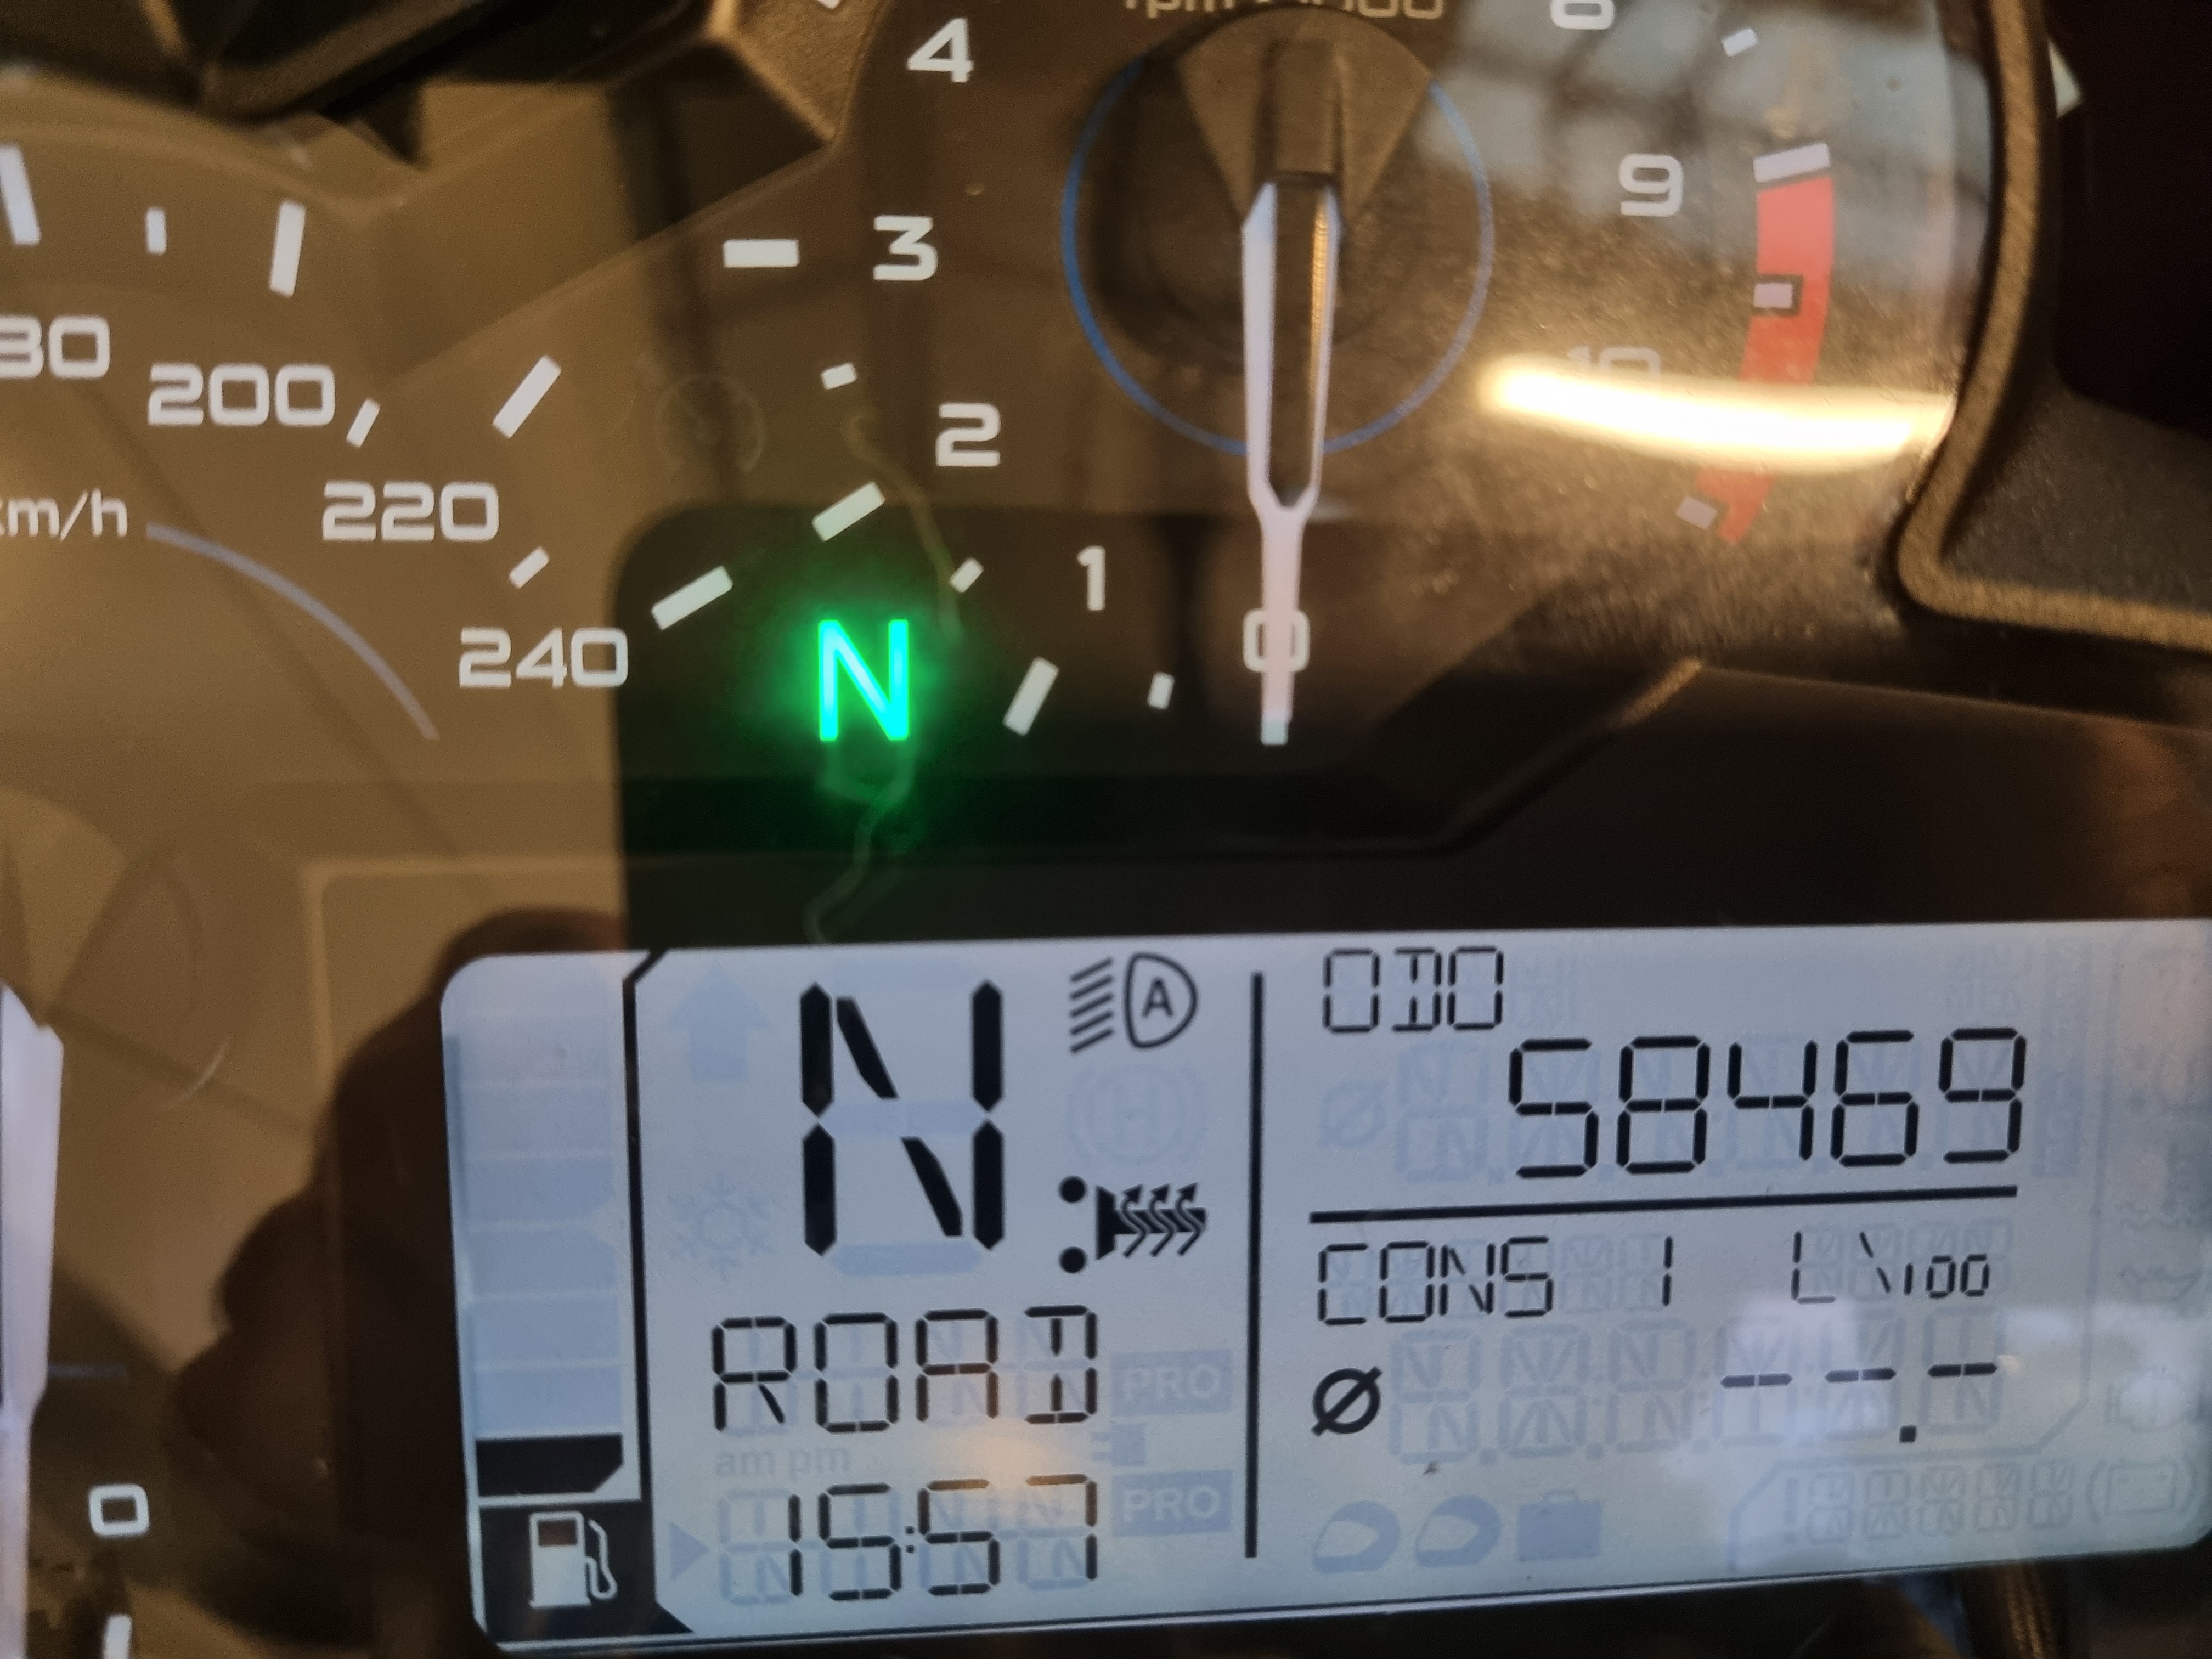 4
3
9
200
2
220
km/h
1
240
0
N
N
A
ODO
58469
CONS 1 L\100
ROAD
PRO
Ø --.-
am pm
15:57
PRO
0